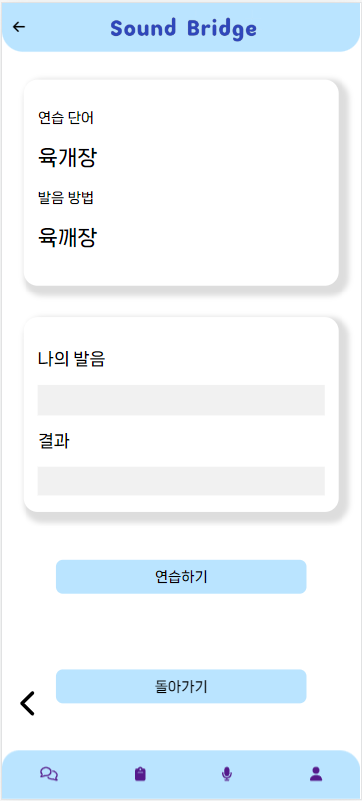 Sound Bridge
연습 단어
육개장
발음 방법
육깨장
나의 발음
결과
연습하기
돌아가기